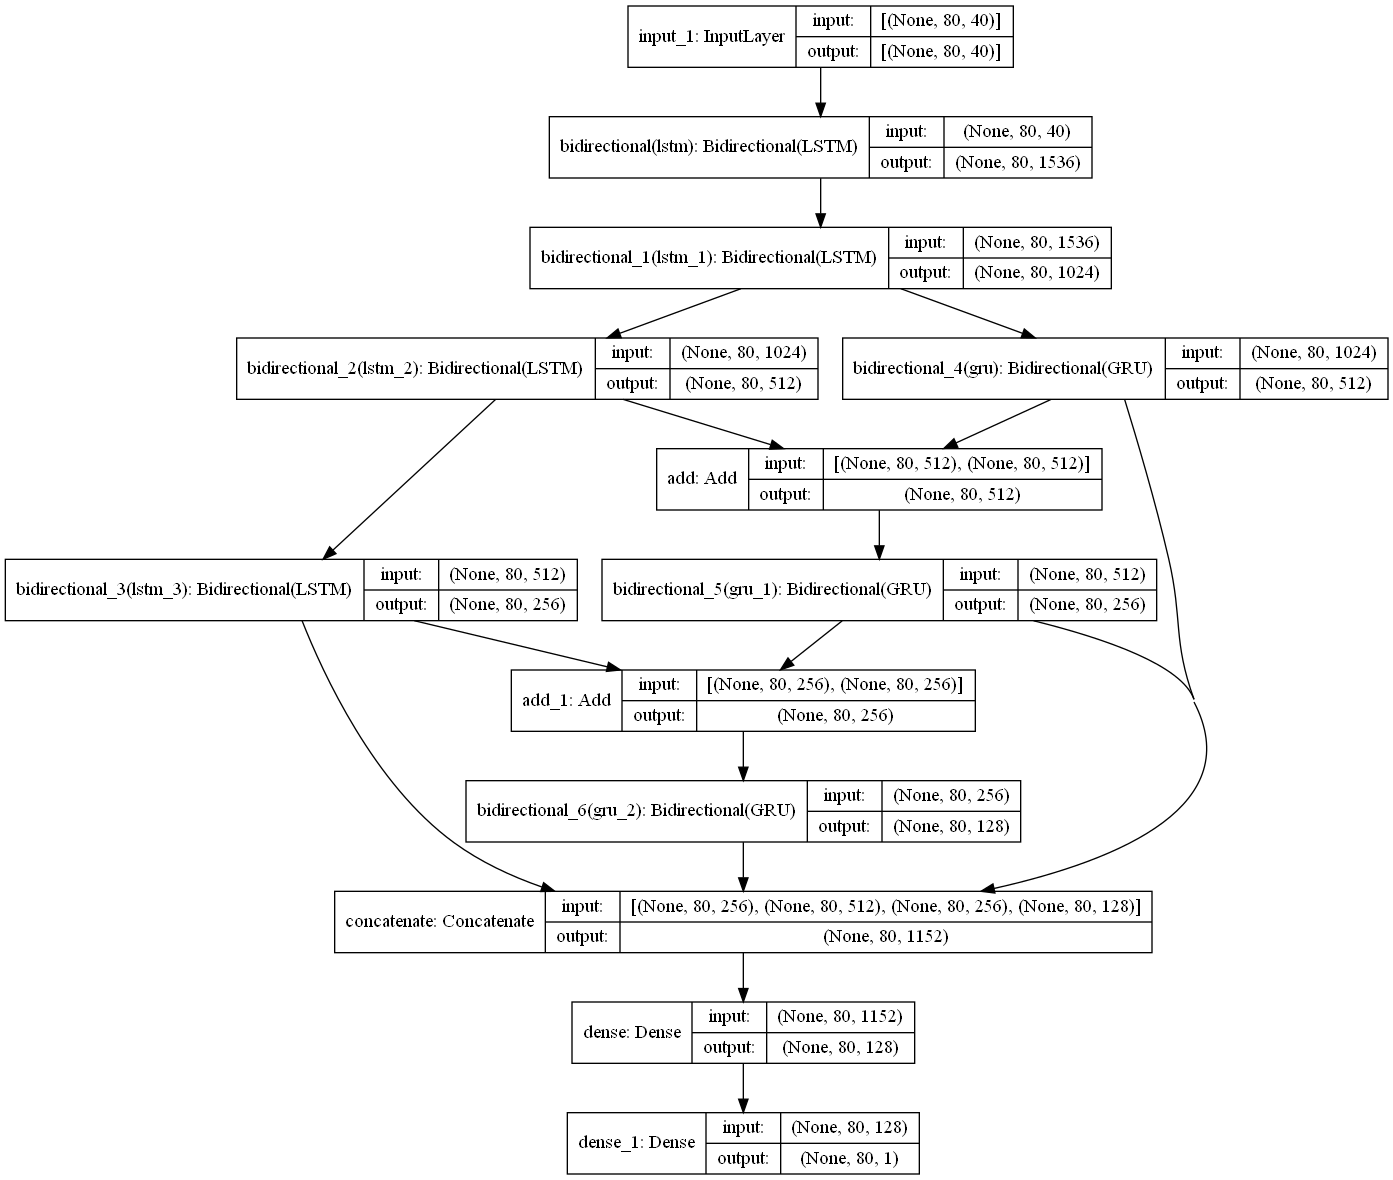 input_1: InputLayer
input:
[(None, 80, 40)]
output:
[(None, 80, 40)]
bidirectional(lstm): Bidirectional(LSTM)
input:
(None, 80, 40)
output:
(None, 80, 1536)
bidirectional_1(lstm_1): Bidirectional(LSTM)
input:
(None, 80, 1536)
output:
(None, 80, 1024)
bidirectional_2(lstm_2): Bidirectional(LSTM)
input:
(None, 80, 1024)
output:
(None, 80, 512)
bidirectional_4(gru): Bidirectional(GRU)
input:
(None, 80, 1024)
output:
(None, 80, 512)
add: Add
input:
[(None, 80, 512), (None, 80, 512)]
output:
(None, 80, 512)
bidirectional_3(lstm_3): Bidirectional(LSTM)
input:
(None, 80, 512)
output:
(None, 80, 256)
bidirectional_5(gru_1): Bidirectional(GRU)
input:
(None, 80, 512)
output:
(None, 80, 256)
add_1: Add
input:
[(None, 80, 256), (None, 80, 256)]
output:
(None, 80, 256)
bidirectional_6(gru_2): Bidirectional(GRU)
input:
(None, 80, 256)
output:
(None, 80, 128)
concatenate: Concatenate
input:
[(None, 80, 256), (None, 80, 512), (None, 80, 256), (None, 80, 128)]
output:
(None, 80, 1152)
dense: Dense
input:
(None, 80, 1152)
output:
(None, 80, 128)
dense_1: Dense
input:
(None, 80, 128)
output:
(None, 80, 1)